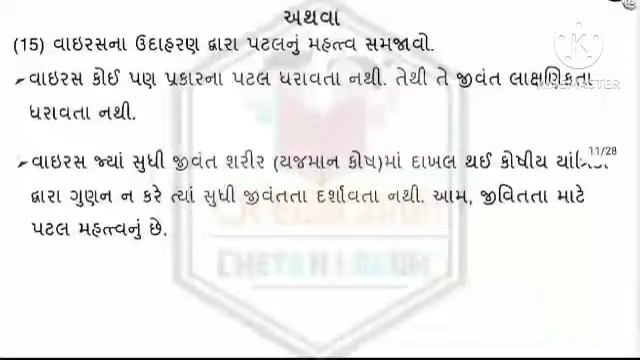 અથવા
(15) વાઇરસના ઉદાહરણ દ્વારા પટલનું મહત્વ સમજાવો.
➢ વાઇરસ કોઈ પણ પ્રકારના પટલ ધરાવતા નથી. તેથી તે જીવંત લાક્ષણિકતા
ધરાવતા નથી.
KINEMASTER
11/28
➢ વાઇરસ જ્યાં સુધી જીવંત શરીર (યજમાન કોષ)માં દાખલ થઈ કોષીય
દ્વારા ગુણન ન કરે ત્યાં સુધી જીવંતતા દર્શાવતા નથી. આમ, જીવિતતા માટે
પટલ મહત્ત્વનું છે.